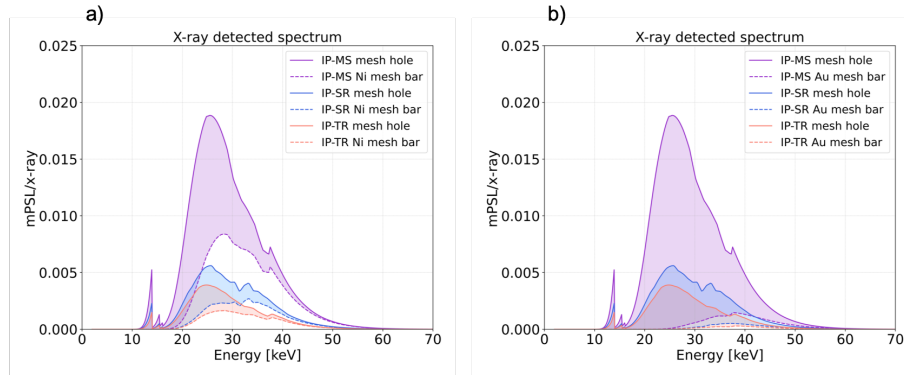 a)
X-ray detected spectrum
mPSL/x-ray
0.025
0.020
0.015
0.010
0.005
0.000
IP-MS mesh hole
IP-MS Ni mesh bar
IP-SR mesh hole
IP-SR Ni mesh bar
IP-TR mesh hole
IP-TR Ni mesh bar
0 10 20 30 40 50 60 70
Energy [keV]
b)
X-ray detected spectrum
mPSL/x-ray
0.025
0.020
0.015
0.010
0.005
0.000
IP-MS mesh hole
IP-MS Au mesh bar
IP-SR mesh hole
IP-SR Au mesh bar
IP-TR mesh hole
IP-TR Au mesh bar
0 10 20 30 40 50 60 70
Energy [keV]